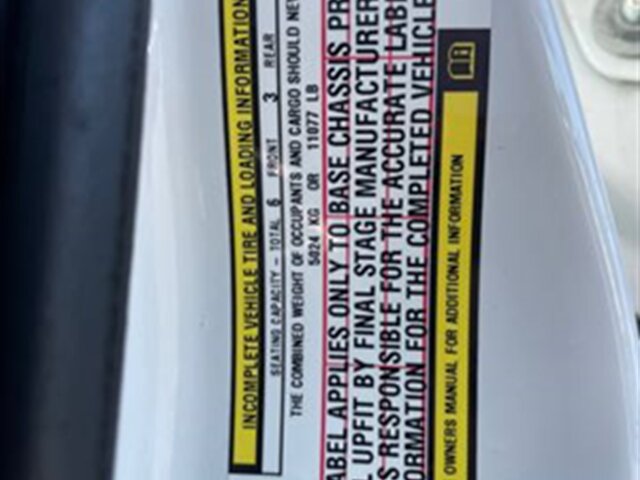 INCOMPLETE VEHICLE TIRE AND LOADING INFORMATION
SEATING CAPACITY - TOTAL 6 FRONT 3 REAR
THE COMBINED WEIGHT OF OCCUPANTS AND CARGO SHOULD NE
5024 KG OR 11077 LB
ABEL APPLIES ONLY TO BASE CHASSIS PR
L UPFIT BY FINAL STAGE MANUFACTURER
S RESPONSIBLE FOR THE ACCURATE LABE
ORMATION FOR THE COMPLETED VEHICLE
OWNERS MANUAL FOR ADDITIONAL INFORMATION